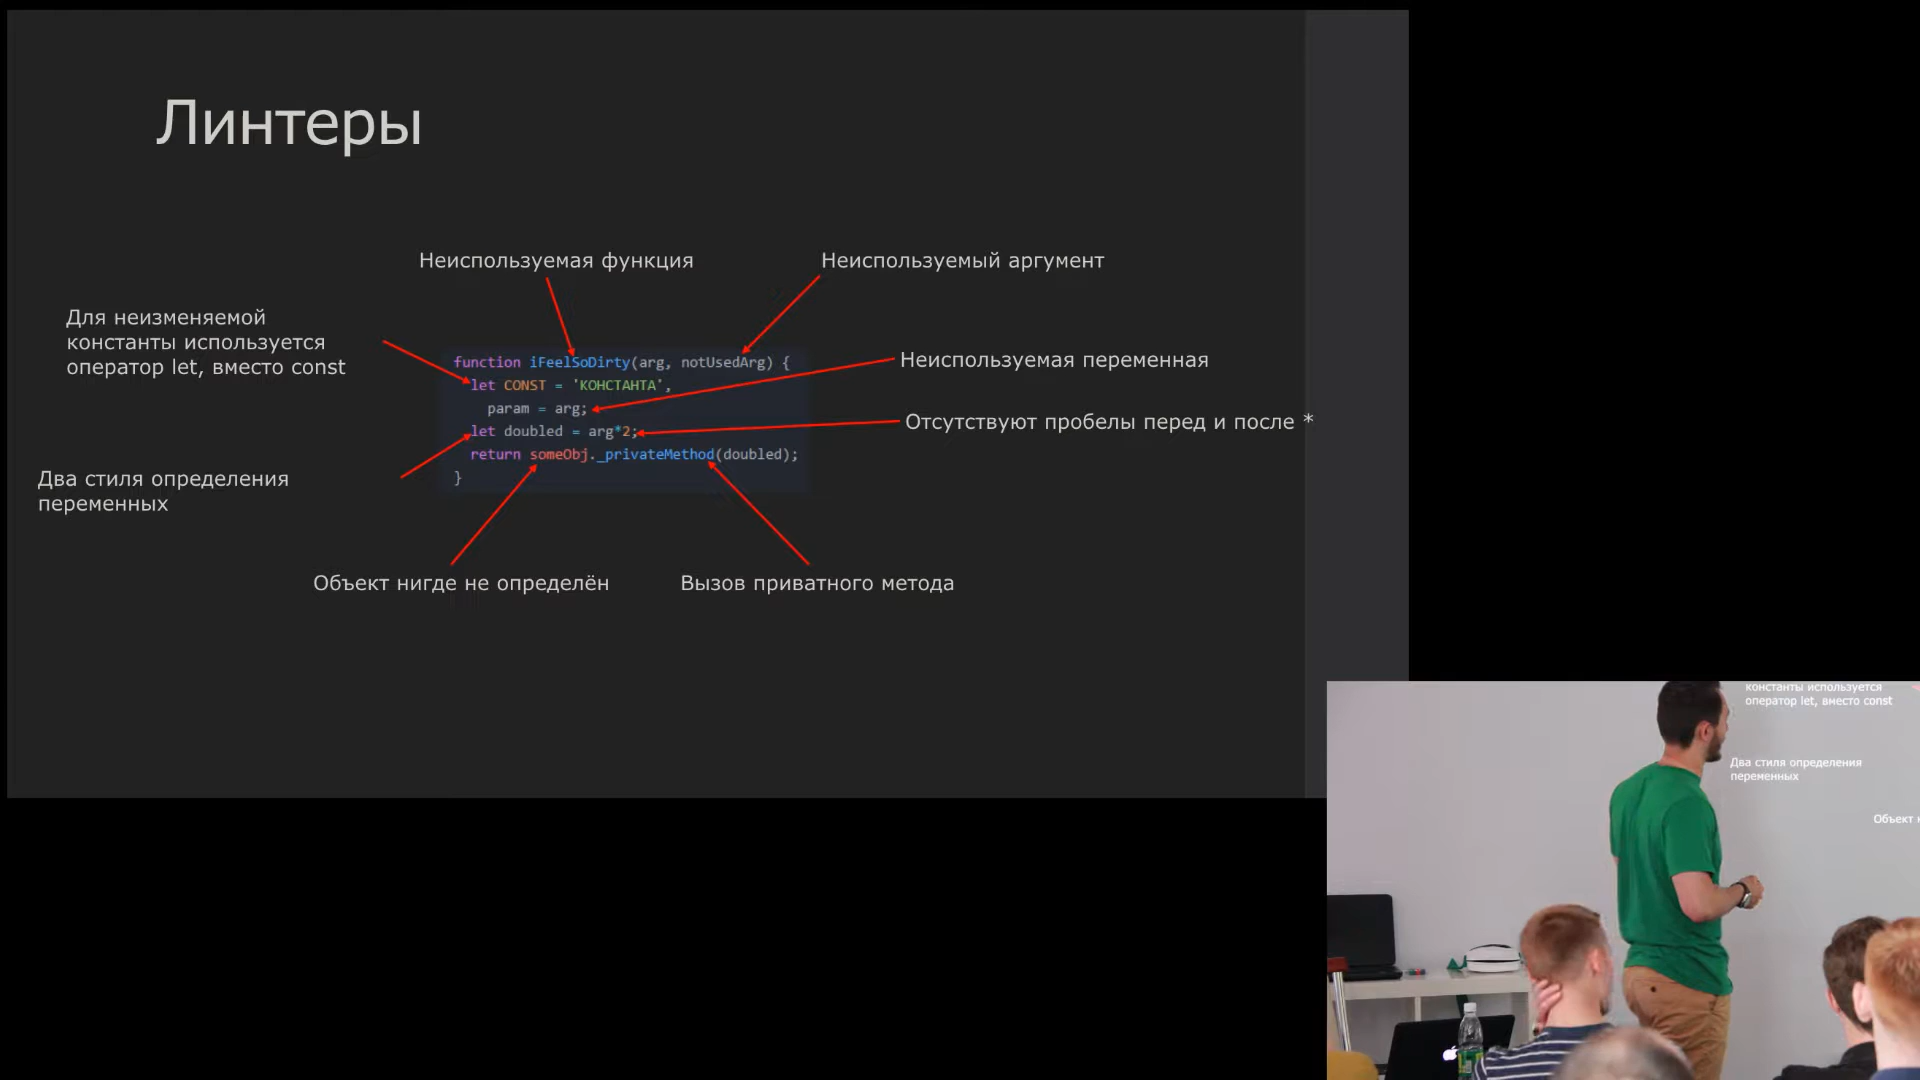 Линтеры
Неиспользуемая функция
Неиспользуемый аргумент
Для неизменяемой
константы используется
оператор let, вместо const
function iFeelSoDirty(arg, notUsedArg) {
let CONST = 'КОНСТАНТА',
param = arg;
let doubled = arg*2;
return someObj._privateMethod(doubled);
}
Неиспользуемая переменная
Отсутствуют пробелы перед и после *
Два стиля определения
переменных
Объект нигде не определён
Вызов приватного метода
константы используется
оператор let, вместо const
Два стиля определения
переменных
Объект